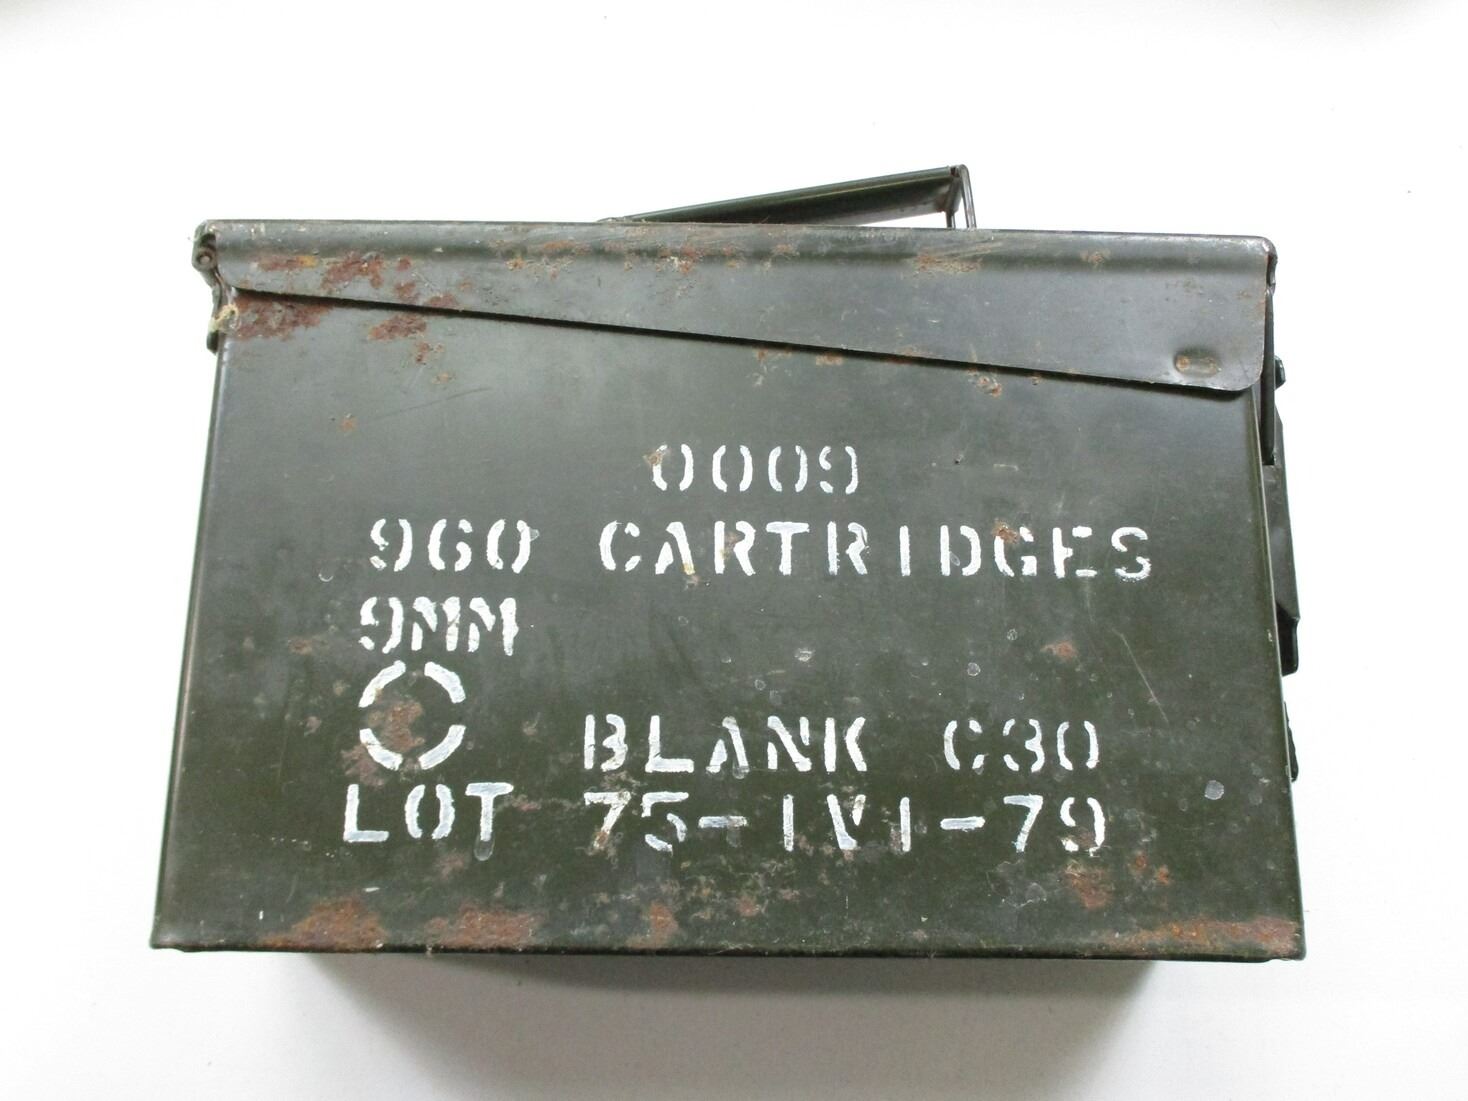 0009
960 CARTRIDGES
9MM
BLANK C30
LOT 75-IVI-79